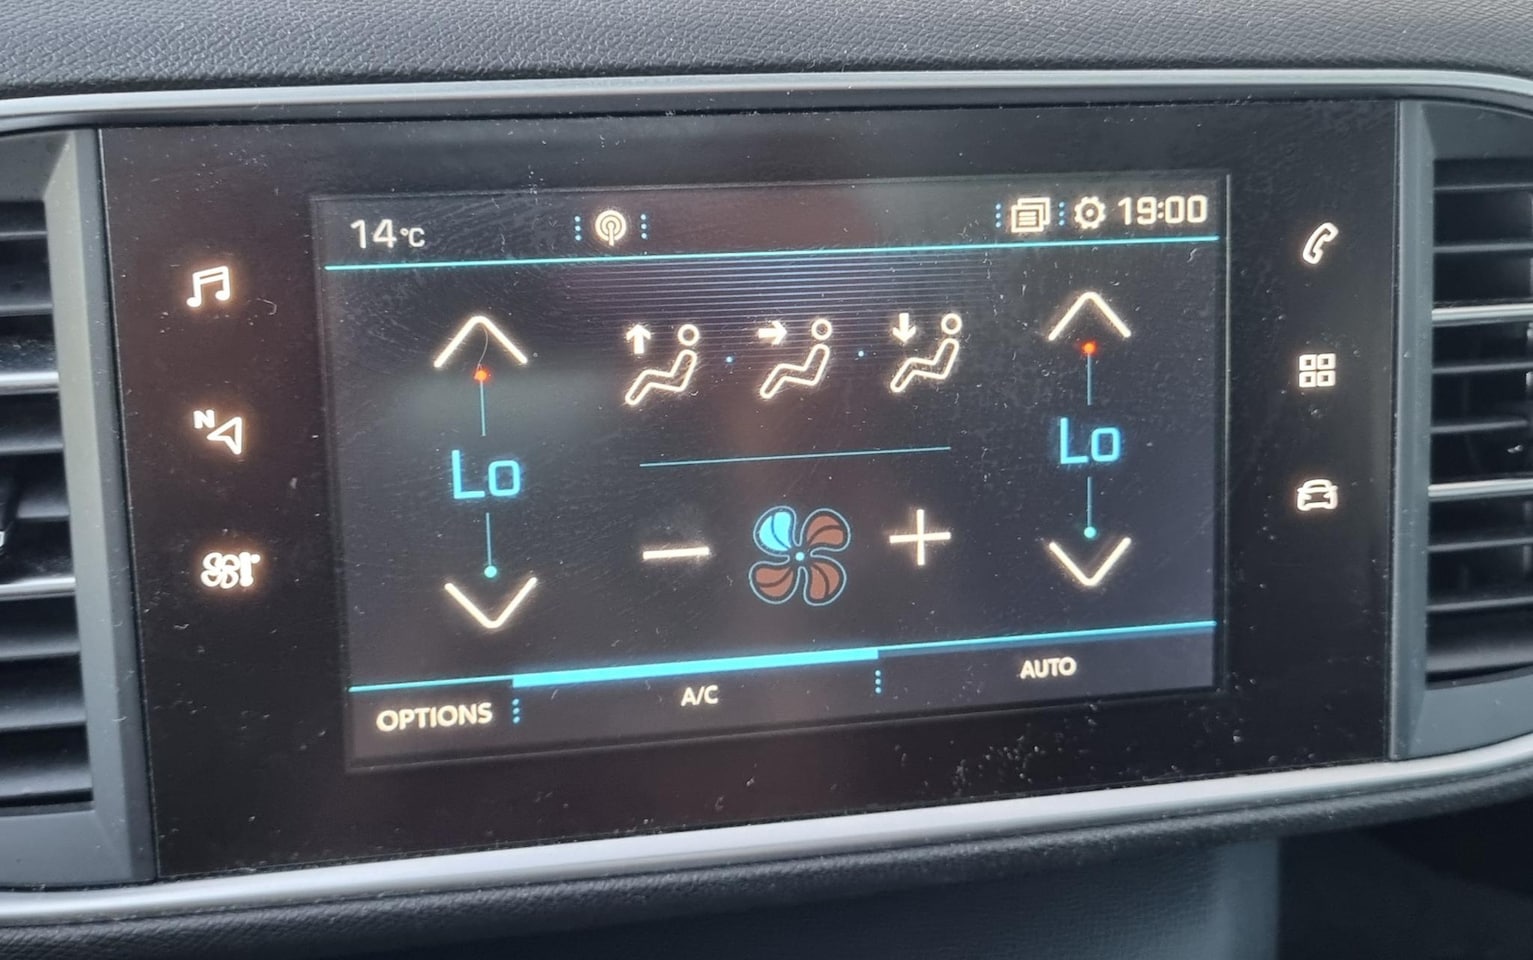 14°C
19:00
N
Lo
Lo
OPTIONS
A/C
AUTO